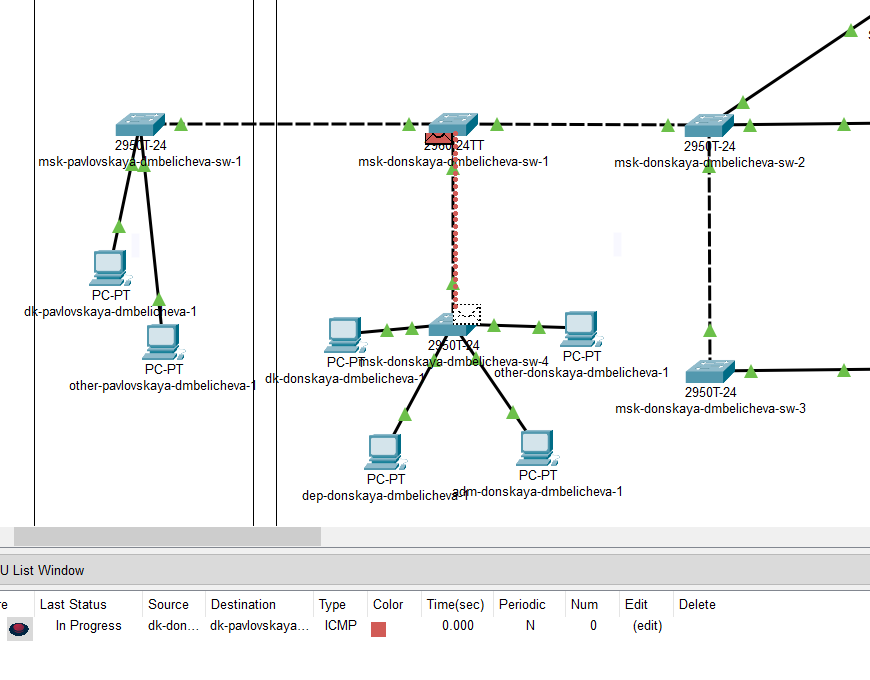 2950T-24
msk-pavlovskaya-dmbelicheva-sw-1
2960-24TT
msk-donskaya-dmbelicheva-sw-1
2950T-24
msk-donskaya-dmbelicheva-sw-2
PC-PT
dk-pavlovskaya-dmbelicheva-1
PC-PT
other-pavlovskaya-dmbelicheva-1
2950T-24
msk-donskaya-dmbelicheva-sw-4
PC-PT
dk-donskaya-dmbelicheva-1
PC-PT
other-donskaya-dmbelicheva-1
2950T-24
msk-donskaya-dmbelicheva-sw-3
PC-PT
dep-donskaya-dmbelicheva-1
PC-PT
adm-donskaya-dmbelicheva-1
U List Window
re Last Status Source Destination Type Color Time(sec) Periodic Num Edit Delete
In Progress dk-don... dk-pavlovskaya... ICMP 0.000 N 0 (edit)